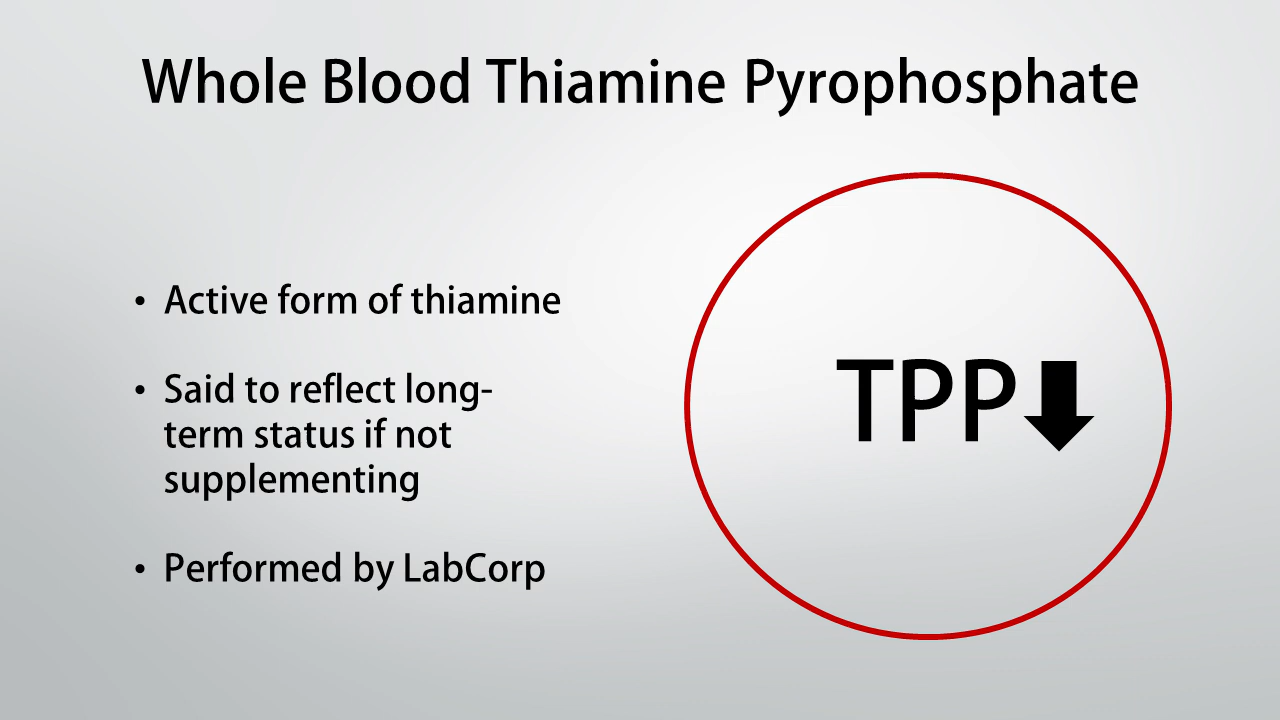 Whole Blood Thiamine Pyrophosphate
• Active form of thiamine
• Said to reflect long-
term status if not
supplementing
• Performed by LabCorp
TPP